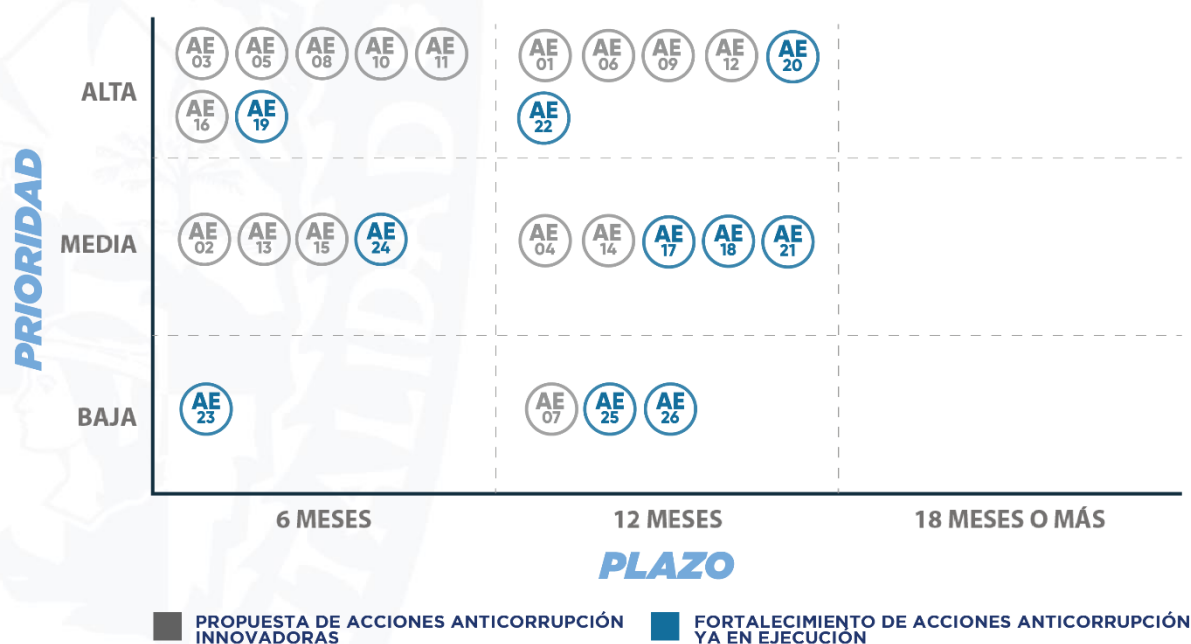 ALTA
AE 03
AE 05
AE 08
AE 10
AE 11
AE 01
AE 06
AE 09
AE 12
AE 20
AE 16
AE 19
AE 22
PRIORIDAD
MEDIA
AE 02
AE 13
AE 15
AE 24
AE 04
AE 14
AE 17
AE 18
AE 21
BAJA
AE 23
AE 07
AE 25
AE 26
6 MESES
12 MESES
18 MESES O MÁS
PLAZO
PROPUESTA DE ACCIONES ANTICORRUPCIÓN
INNOVADORAS
FORTALECIMIENTO DE ACCIONES ANTICORRUPCIÓN
YA EN EJECUCIÓN